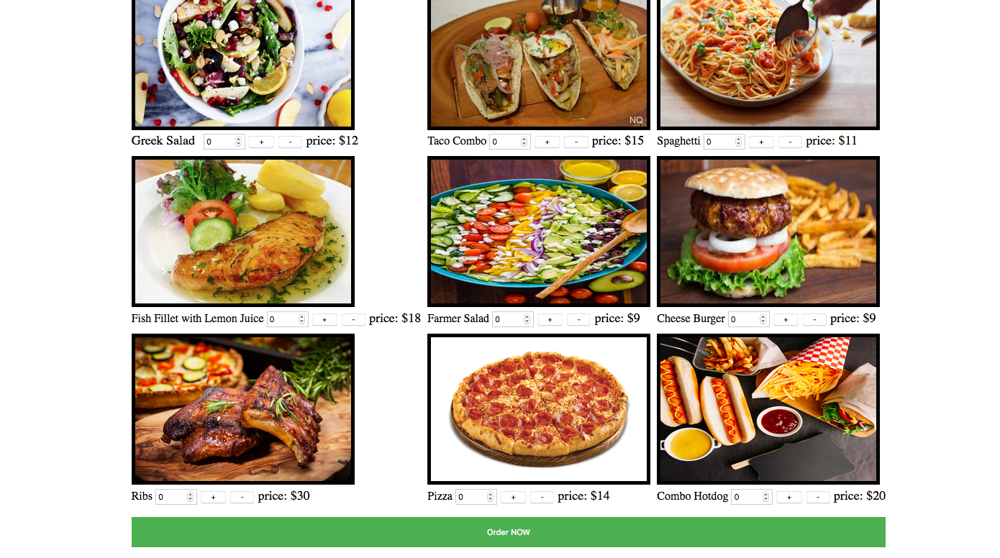 NQ
Greek Salad 0 + - price: $12
Taco Combo 0 + - price: $15
Spaghetti 0 + - price: $11
Fish Fillet with Lemon Juice 0 + - price: $18
Farmer Salad 0 + - price: $9
Cheese Burger 0 + - price: $9
Ribs 0 + - price: $30
Pizza 0 + - price: $14
Combo Hotdog 0 + - price: $20
Order NOW